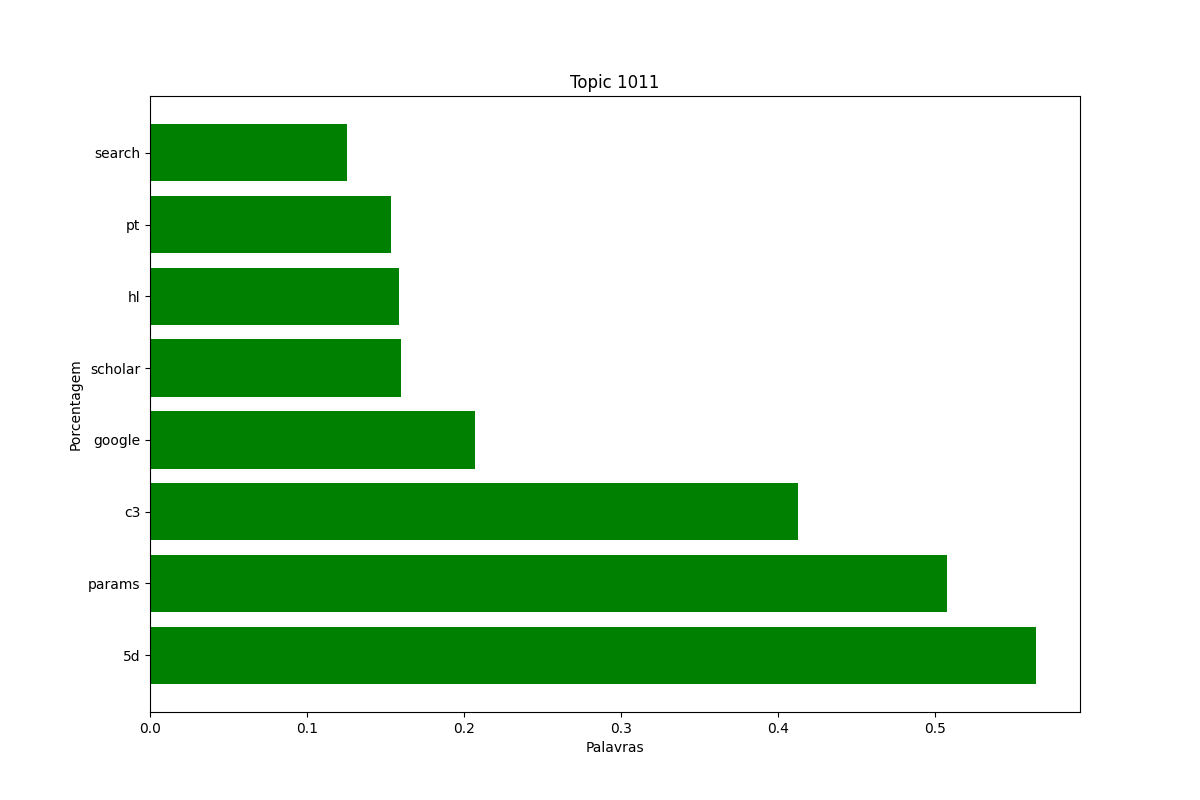 Topic 1011
search
pt
hl
scholar
google
c3
params
5d
Porcentagem
0.0 0.1 0.2 0.3 0.4 0.5
Palavras